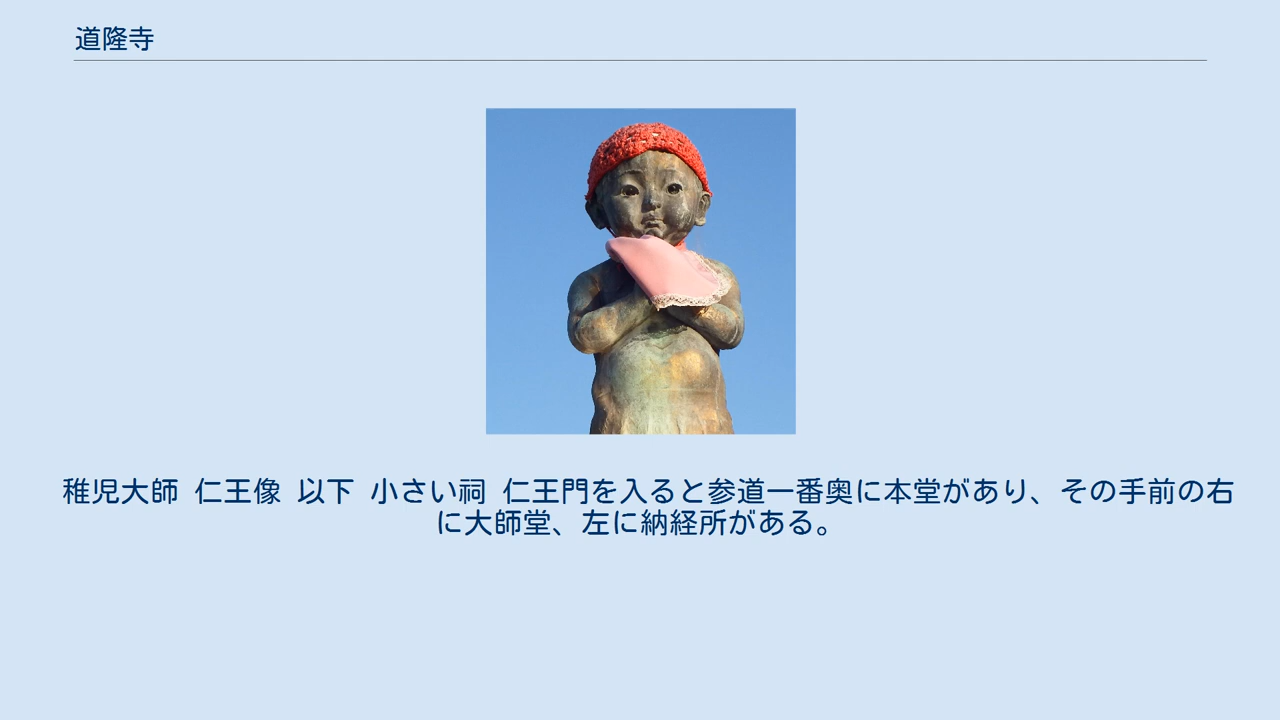 道隆寺
稚児大師 仁王像 以下 小さい祠 仁王門を入ると参道一番奥に本堂があり、その手前の右
に大師堂、左に納経所がある。